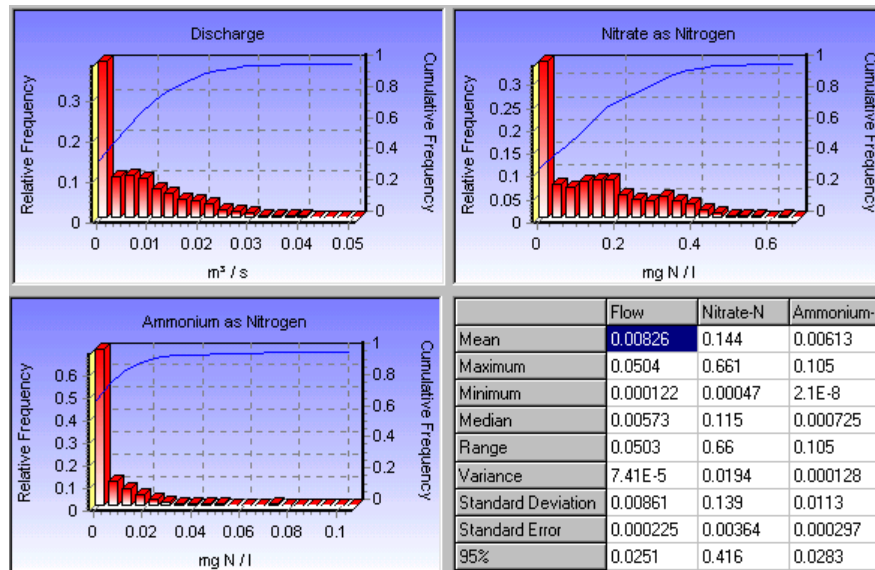 Discharge
Relative Frequency
Cumulative Frequency
0.3
0.2
0.1
0
1
0.8
0.6
0.4
0.2
0
0 0.01 0.02 0.03 0.04 0.05
m³ / s
Nitrate as Nitrogen
Relative Frequency
Cumulative Frequency
0.3
0.25
0.2
0.15
0.1
0.05
0
1
0.8
0.6
0.4
0.2
0
0 0.2 0.4 0.6
mg N / l
Ammonium as Nitrogen
Relative Frequency
Cumulative Frequency
0.6
0.5
0.4
0.3
0.2
0.1
0
1
0.8
0.6
0.4
0.2
0
0 0.02 0.04 0.06 0.08 0.1
mg N / l
Flow Nitrate-N Ammonium-
Mean 0.00826 0.144 0.00613
Maximum 0.0504 0.661 0.105
Minimum 0.000122 0.00047 2.1E-8
Median 0.00573 0.115 0.000725
Range 0.0503 0.66 0.105
Variance 7.41E-5 0.0194 0.000128
Standard Deviation 0.00861 0.139 0.0113
Standard Error 0.000225 0.00364 0.000297
95% 0.0251 0.416 0.0283